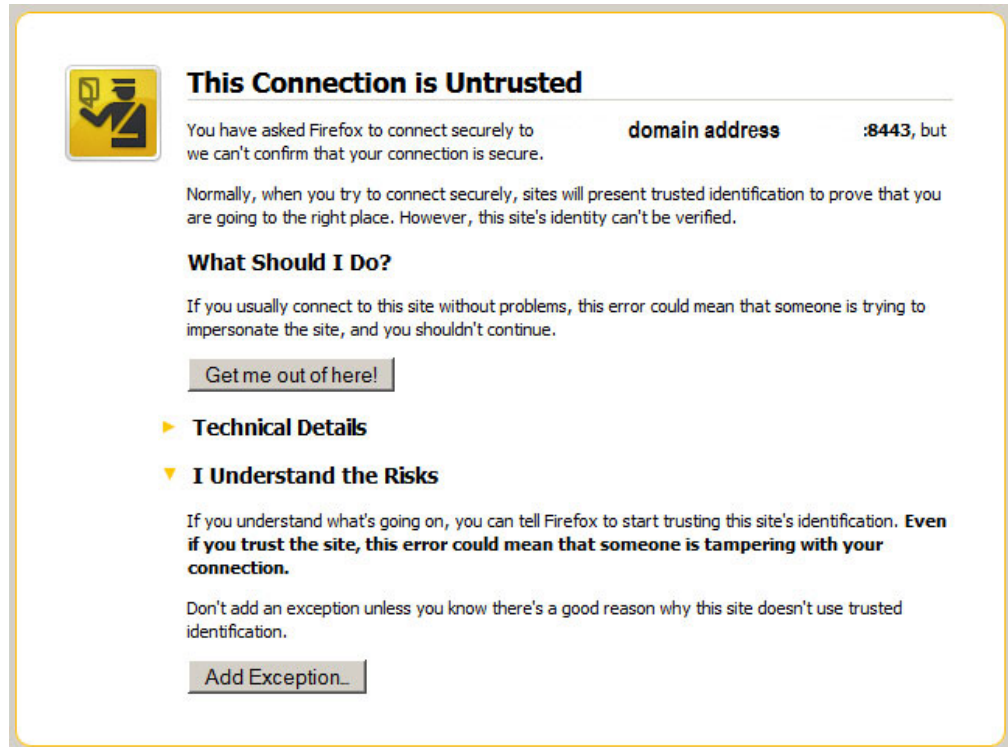 This Connection is Untrusted
You have asked Firefox to connect securely to domain address :8443, but
we can't confirm that your connection is secure.
Normally, when you try to connect securely, sites will present trusted identification to prove that you
are going to the right place. However, this site's identity can't be verified.
What Should I Do?
If you usually connect to this site without problems, this error could mean that someone is trying to
impersonate the site, and you shouldn't continue.
Get me out of here!
Technical Details
I Understand the Risks
If you understand what's going on, you can tell Firefox to start trusting this site's identification. Even
if you trust the site, this error could mean that someone is tampering with your
connection.
Don't add an exception unless you know there's a good reason why this site doesn't use trusted
identification.
Add Exception...